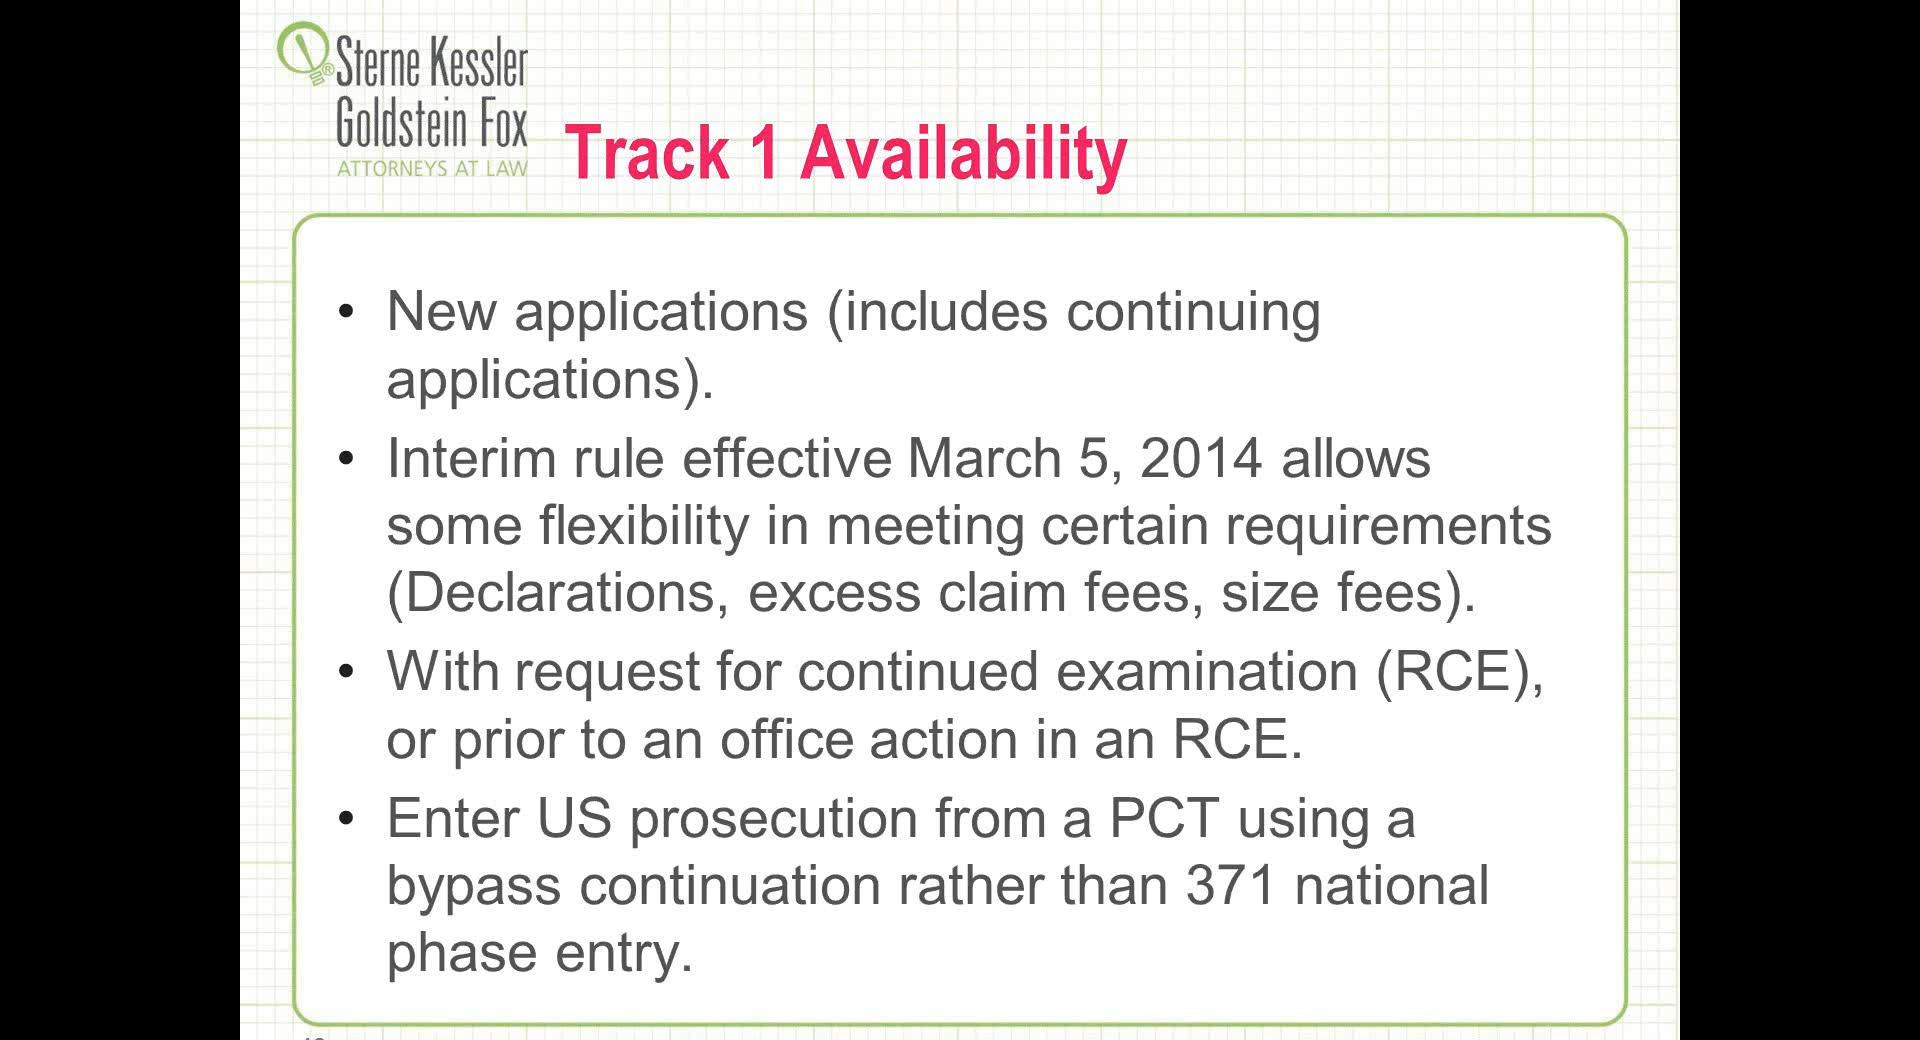 Sterne Kessler
Goldstein Fox
ATTORNEYS AT LAW
Track 1 Availability
• New applications (includes continuing
applications).
• Interim rule effective March 5, 2014 allows
some flexibility in meeting certain requirements
(Declarations, excess claim fees, size fees).
• With request for continued examination (RCE),
or prior to an office action in an RCE.
• Enter US prosecution from a PCT using a
bypass continuation rather than 371 national
phase entry.